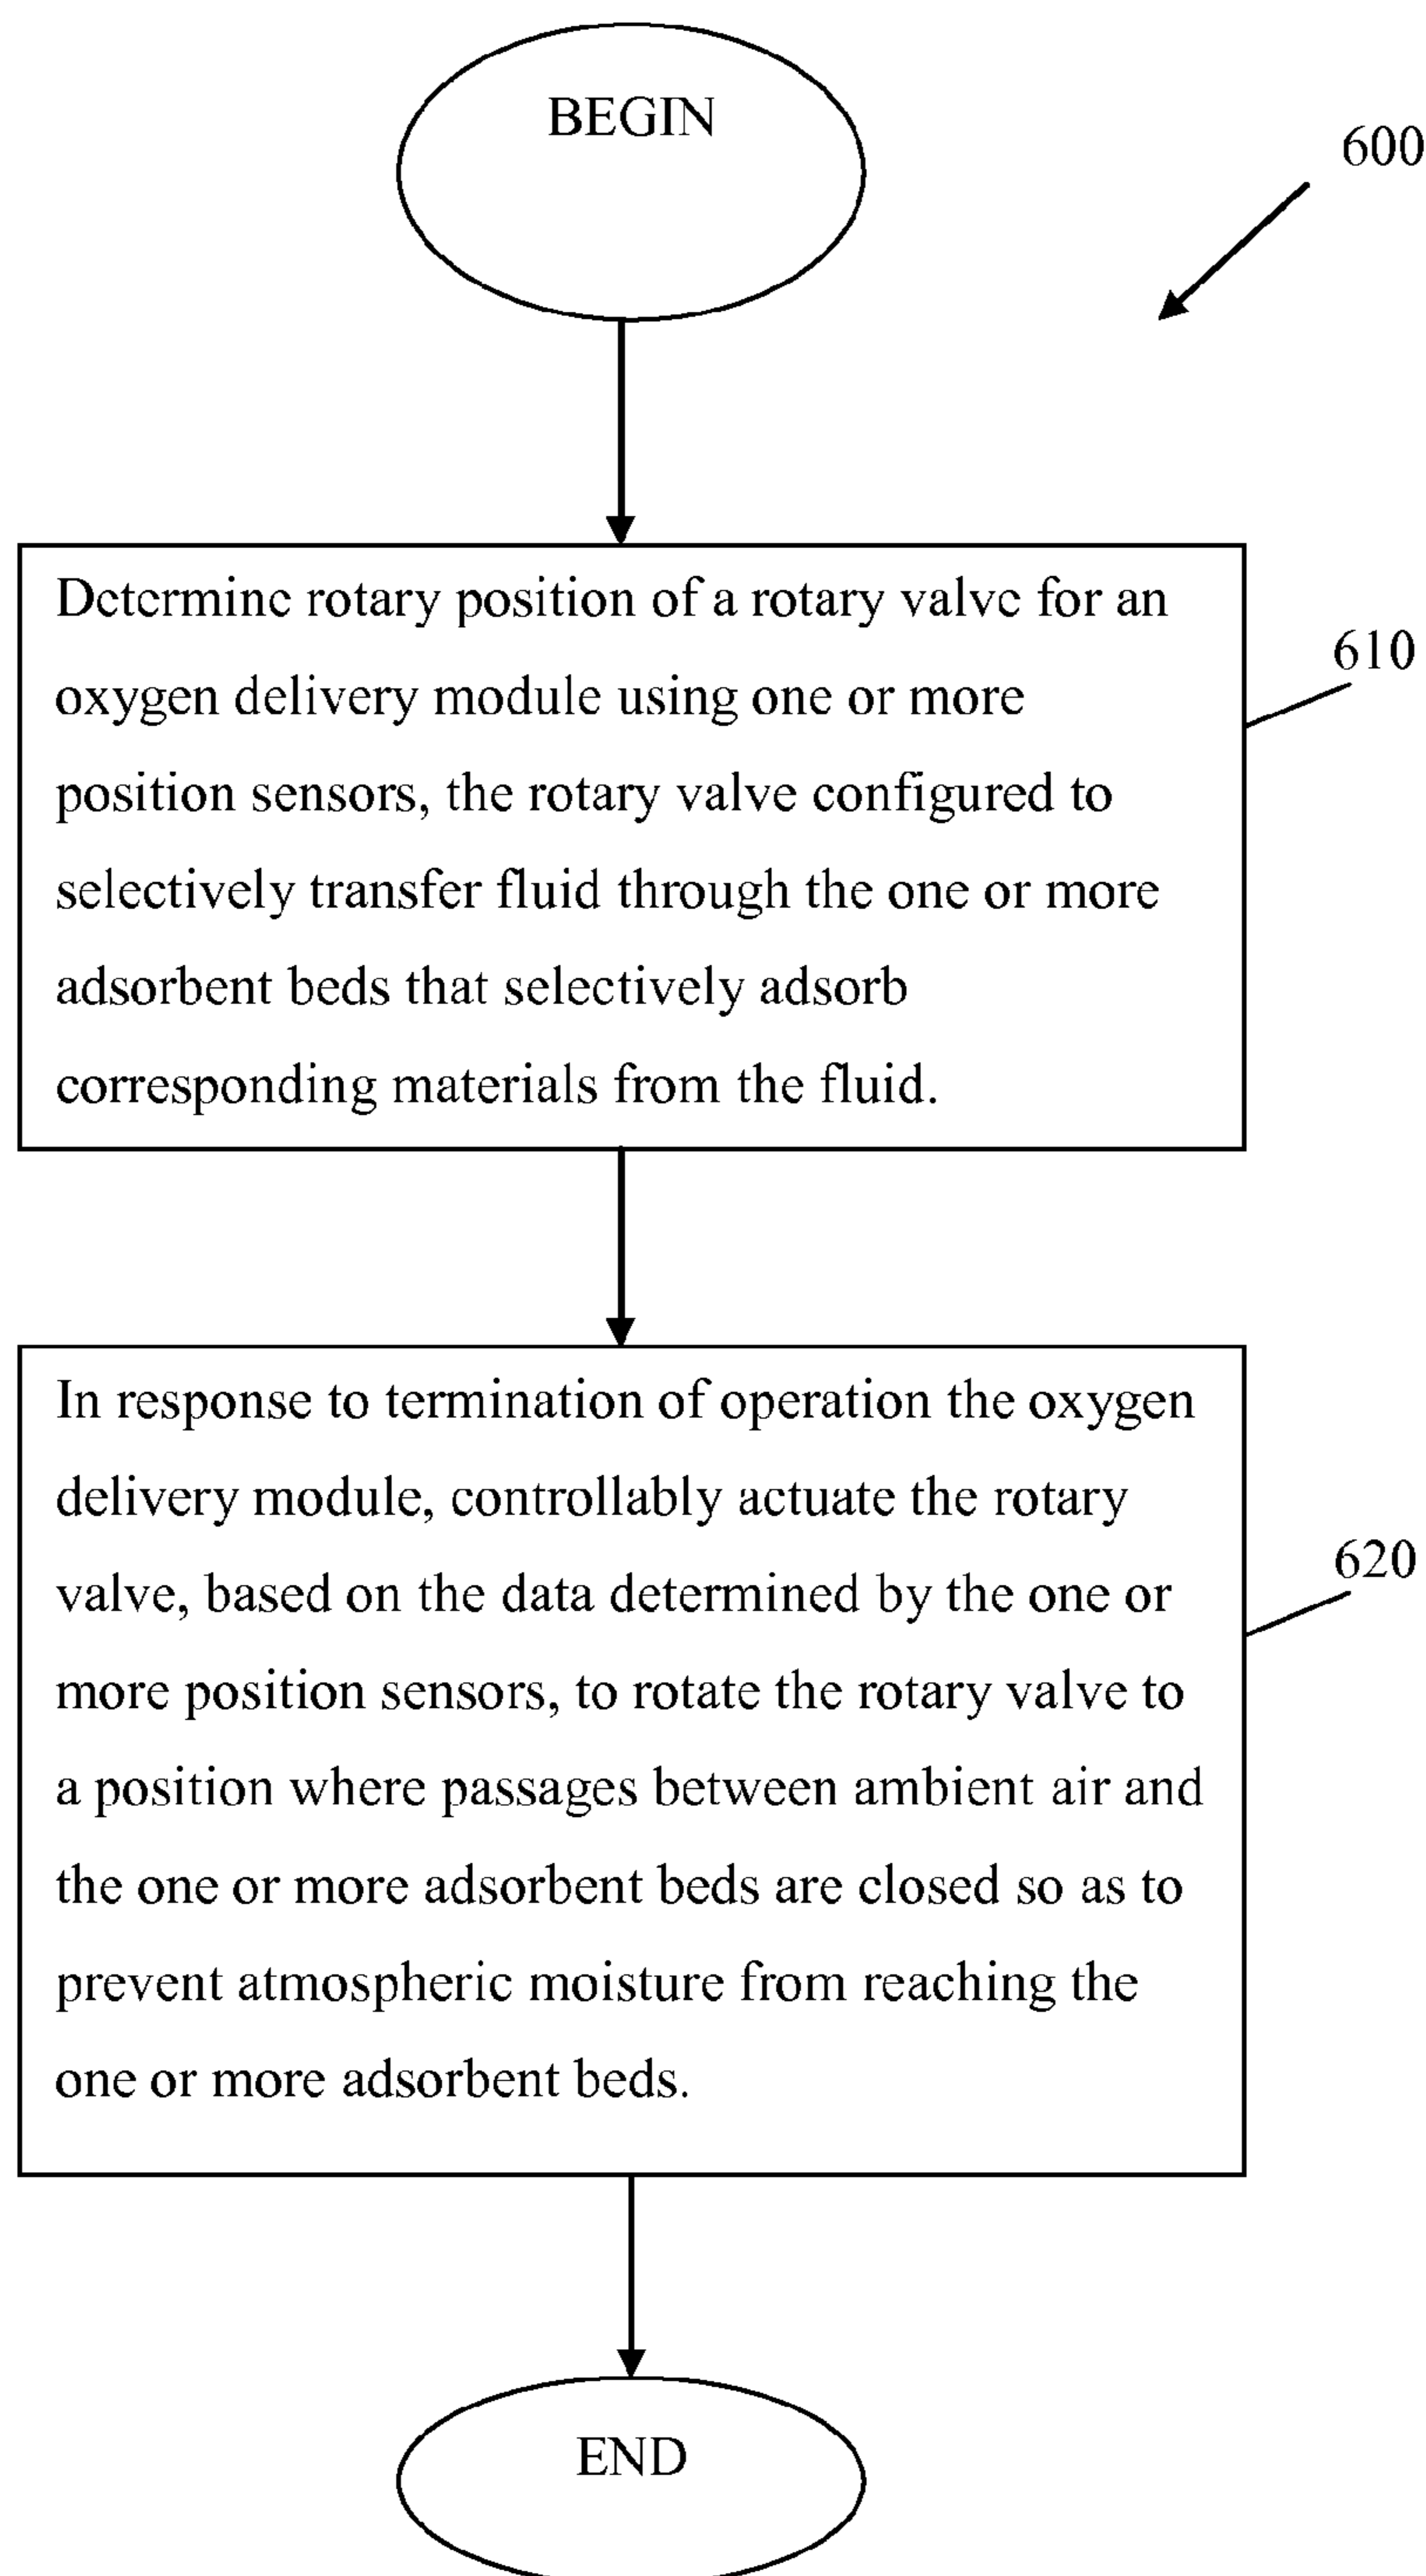 BEGIN
600
Determine rotary position of a rotary valve for an
oxygen delivery module using one or more
position sensors, the rotary valve configured to
selectively transfer fluid through the one or more
adsorbent beds that selectively adsorb
corresponding materials from the fluid.
610
In response to termination of operation the oxygen
delivery module, controllably actuate the rotary
valve, based on the data determined by the one or
more position sensors, to rotate the rotary valve to
a position where passages between ambient air and
the one or more adsorbent beds are closed so as to
prevent atmospheric moisture from reaching the
one or more adsorbent beds.
620
END